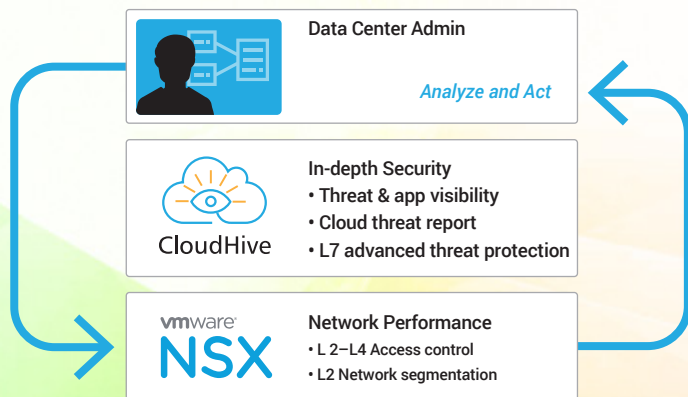 Data Center Admin
Analyze and Act
CloudHive
In-depth Security
• Threat & app visibility
• Cloud threat report
• L7 advanced threat protection
vmware®
NSX
Network Performance
• L 2–L4 Access control
• L2 Network segmentation